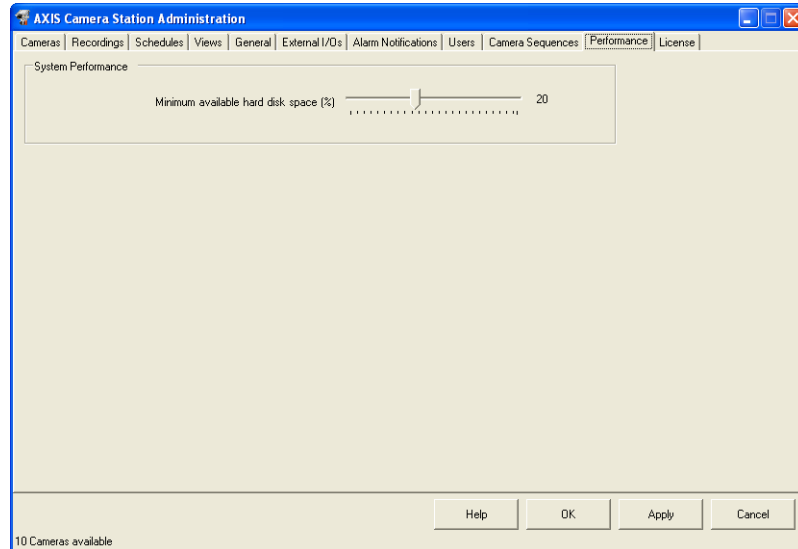 AXIS Camera Station Administration
Cameras Recordings Schedules Views General External I/Os Alarm Notifications Users Camera Sequences Performance License
System Performance
Minimum available hard disk space (%) 20
Help OK Apply Cancel
10 Cameras available